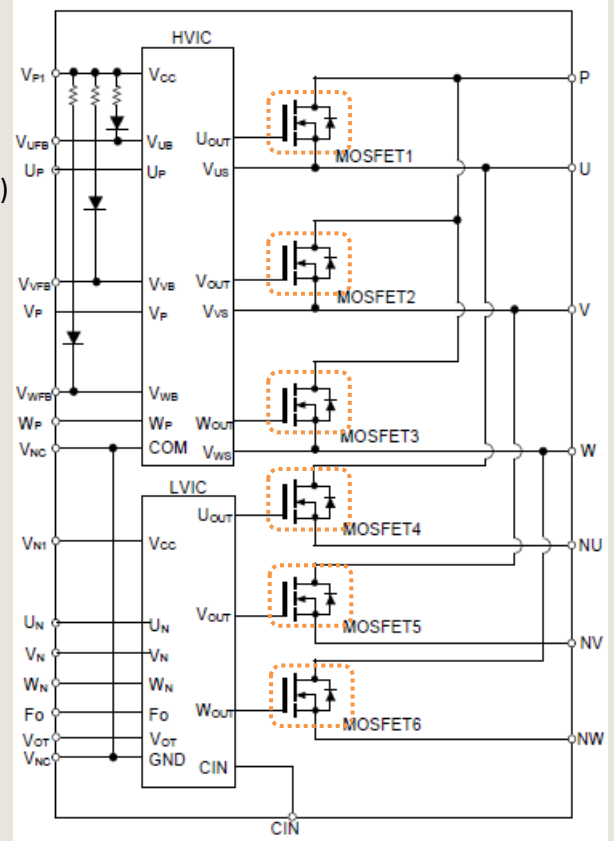 HVIC
VP1
VCC
P
VUFB
VUB
UOUT
MOSFET1
UP
UP
VUS
U
)
VVFB
VVB
VOUT
MOSFET2
VP
VP
VVS
V
VWFB
VWB
WP
WP
WOUT
MOSFET3
VNC
COM
VWS
W
LVIC
UOUT
MOSFET4
VN1
VCC
NU
UN
UN
VOUT
MOSFET5
VN
VN
NV
WN
WN
FO
FO
WOUT
MOSFET6
VOT
VOT
NW
VNC
GND
CIN
CIN